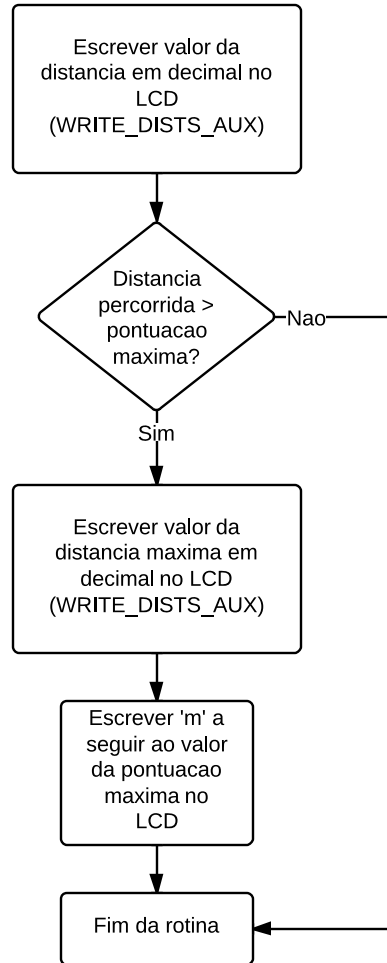 Escrever valor da
distancia em decimal no
LCD
(WRITE_DISTS_AUX)
Distancia
percorrida >
pontuacao
maxima?
Nao
Sim
Escrever valor da
distancia maxima em
decimal no LCD
(WRITE_DISTS_AUX)
Escrever 'm' a
seguir ao valor
da pontuacao
maxima no
LCD
Fim da rotina